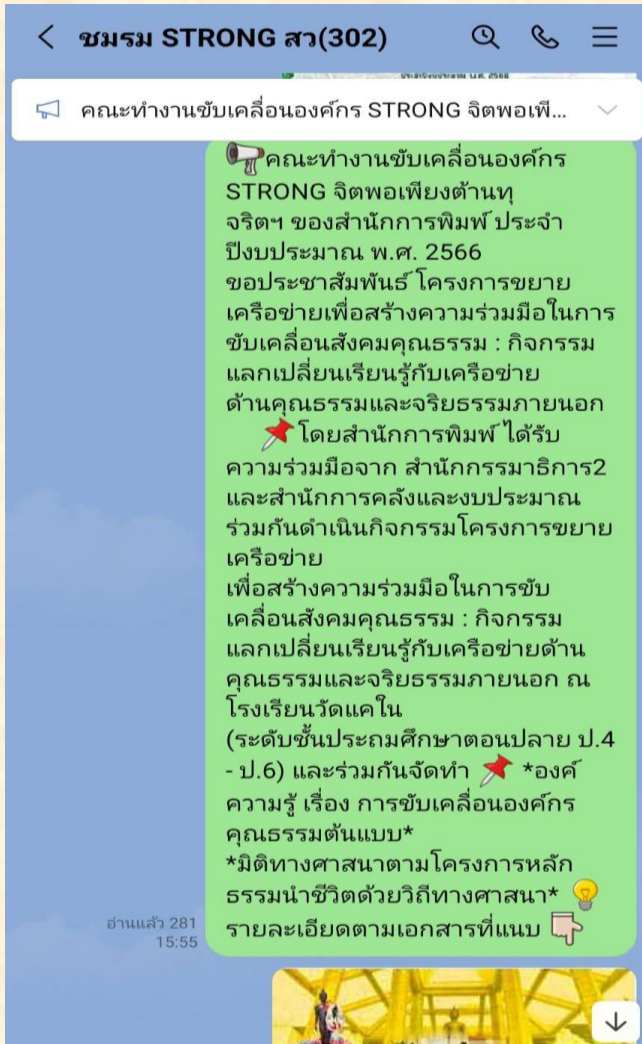 ชมรม STRONG สว(302)
ประจำปีงบประมาณ พ.ศ. 2566
คณะทำงานขับเคลื่อนองค์กร STRONG จิตพอเพี...
คณะทำงานขับเคลื่อนองค์กร
STRONG จิตพอเพียงต้านทุ
จริตฯ ของสำนักการพิมพ์ ประจำ
ปีงบประมาณ พ.ศ. 2566
ขอประชาสัมพันธ์ โครงการขยาย
เครือข่ายเพื่อสร้างความร่วมมือในการ
ขับเคลื่อนสังคมคุณธรรม : กิจกรรม
แลกเปลี่ยนเรียนรู้กับเครือข่าย
ด้านคุณธรรมและจริยธรรมภายนอก
📌 โดยสำนักการพิมพ์ ได้รับ
ความร่วมมือจาก สำนักกรรมาธิการ2
และสำนักการคลังและงบประมาณ
ร่วมกันดำเนินกิจกรรมโครงการขยาย
เครือข่าย
เพื่อสร้างความร่วมมือในการขับ
เคลื่อนสังคมคุณธรรม : กิจกรรม
แลกเปลี่ยนเรียนรู้กับเครือข่ายด้าน
คุณธรรมและจริยธรรมภายนอก ณ
โรงเรียนวัดแคใน
(ระดับชั้นประถมศึกษาตอนปลาย ป.4
- ป.6) และร่วมกันจัดทำ 📌 *องค์
ความรู้ เรื่อง การขับเคลื่อนองค์กร
คุณธรรมต้นแบบ*
*มิติทางศาสนาตามโครงการหลัก
ธรรมนำชีวิตด้วยวิถีทางศาสนา* 💡
รายละเอียดตามเอกสารที่แนบ 👇
อ่านแล้ว 281
15:55